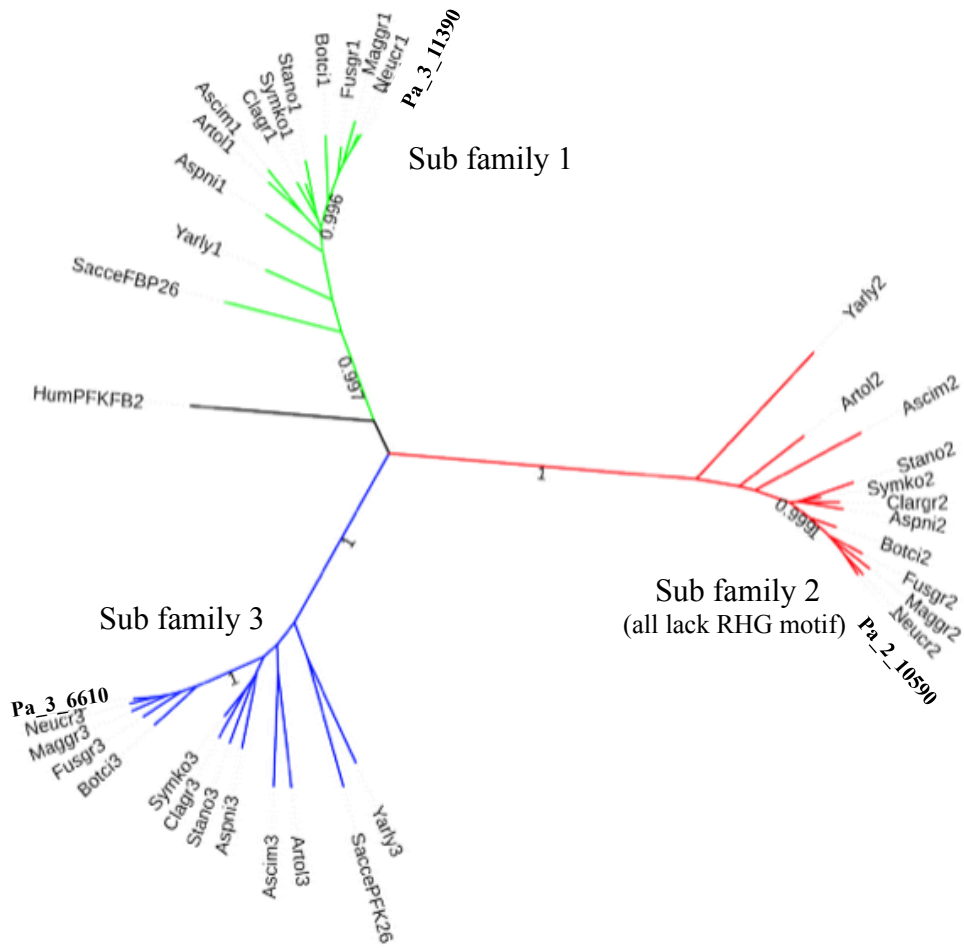 Pa_3_11390
Neucr1
Maggr1
Fusgr1
Botci1
Stano1
Symko1
Clagr1
Ascim1
Artol1
Aspni1
Yarly1
SacceFBP26
HumPFKFB2
Sub family 1
0.996
0.997
Yarly2
Artol2
Ascim2
Stano2
Symko2
Clargr2
Aspni2
Botci2
Fusgr2
Maggr2
Neucr2
Pa_2_10590
1
0.999
1
Sub family 2
(all lack RHG motif)
1
Sub family 3
1
Pa_3_6610
Neucr3
Maggr3
Fusgr3
Botci3
Symko3
Clagr3
Stano3
Aspni3
Ascim3
Artol3
SaccePFK26
Yarly3